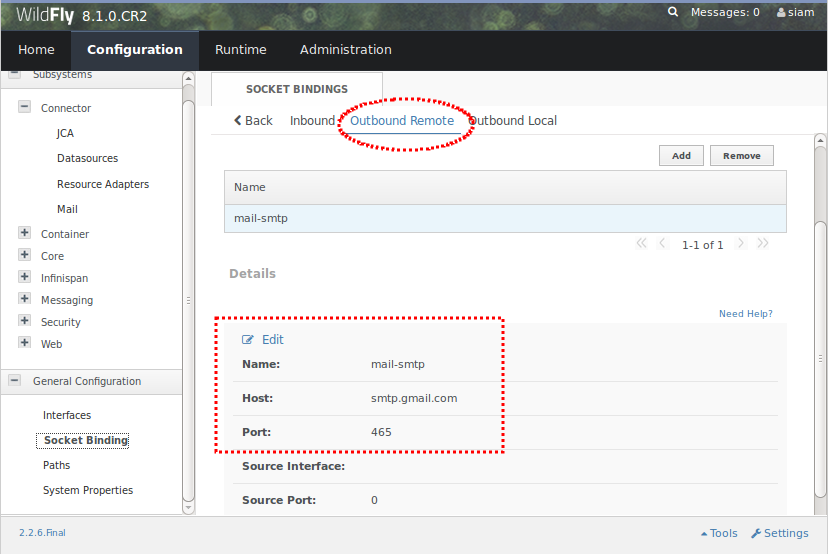 WildFly 8.1.0.CR2
Messages: 0 siam
Home Configuration Runtime Administration
Subsystems
Connector
JCA
Datasources
Resource Adapters
Mail
Container
Core
Infinispan
Messaging
Security
Web
General Configuration
Interfaces
Socket Binding
Paths
System Properties
SOCKET BINDINGS
Back Inbound Outbound Remote Outbound Local
Add Remove
Name
mail-smtp
1-1 of 1
Details
Need Help?
Edit
Name: mail-smtp
Host: smtp.gmail.com
Port: 465
Source Interface:
Source Port: 0
2.2.6.Final
Tools Settings